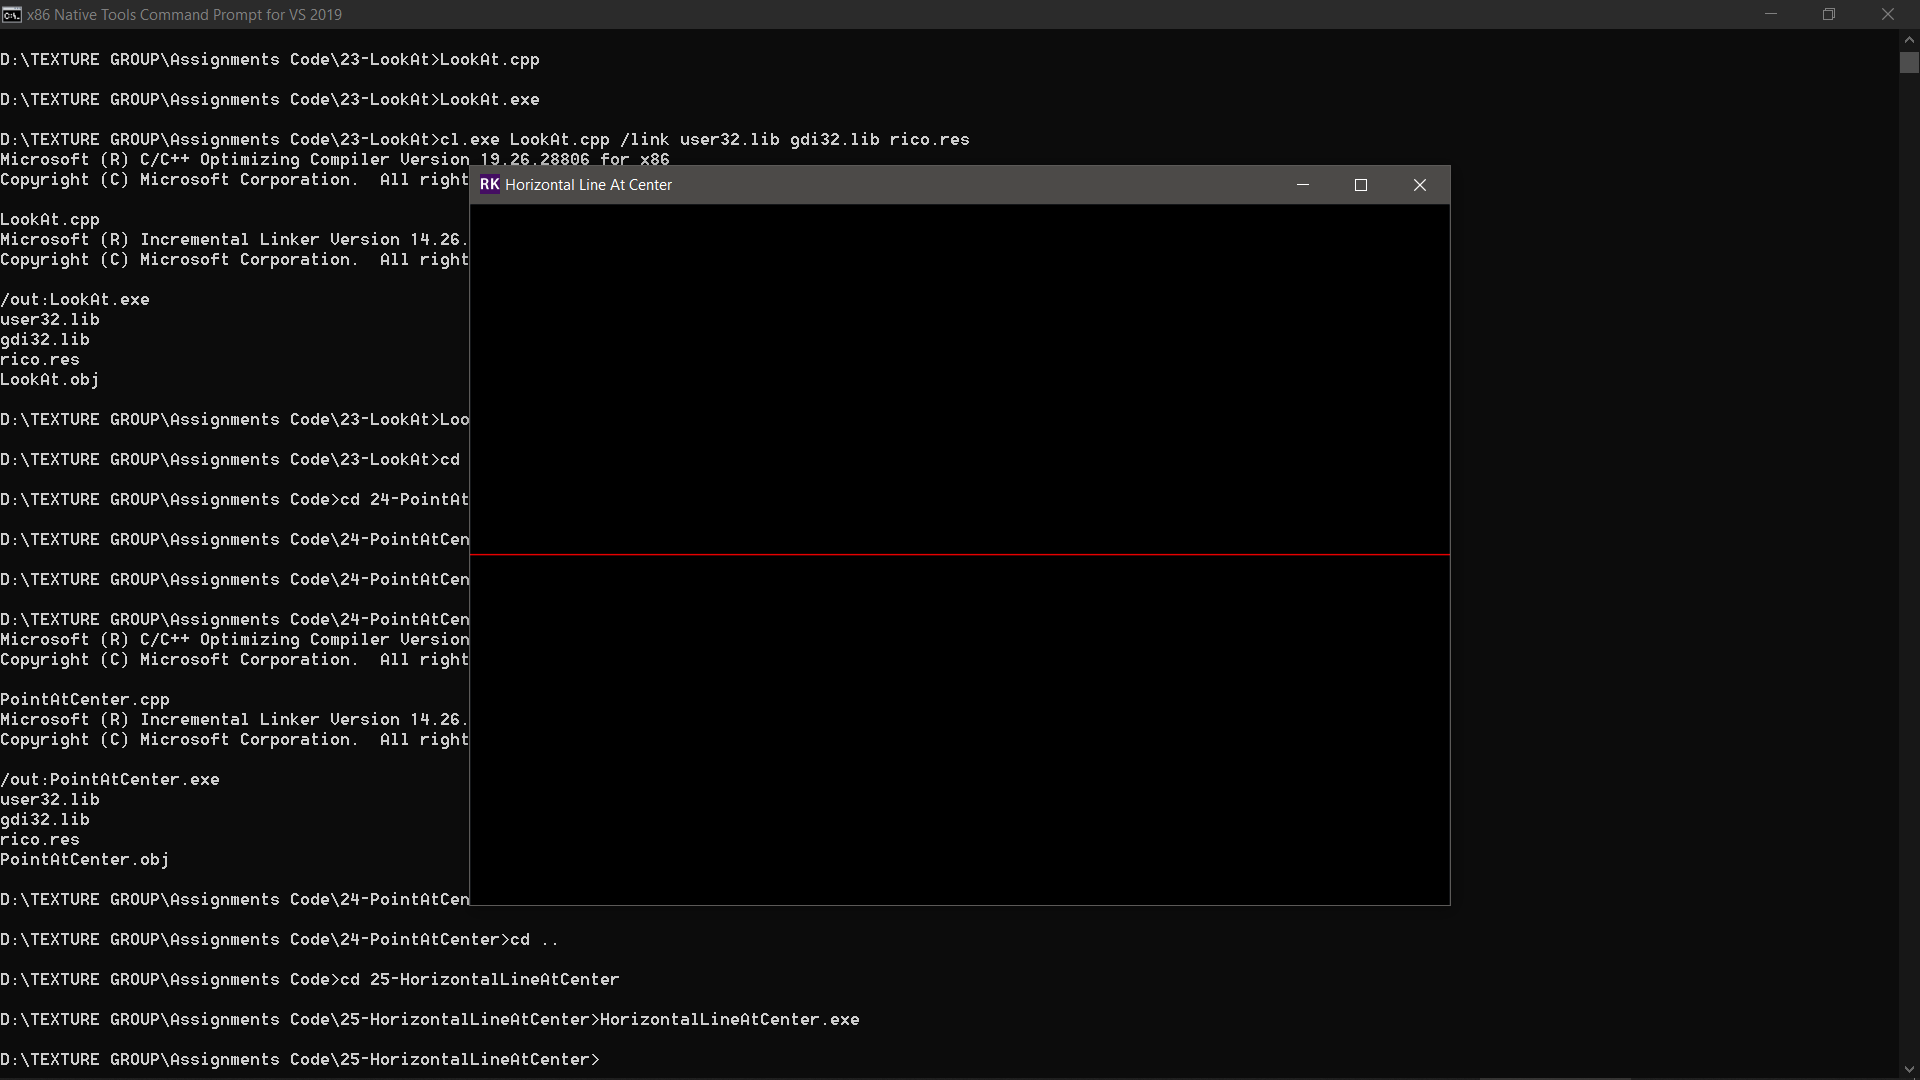 x86 Native Tools Command Prompt for VS 2019
D:\TEXTURE GROUP\Assignments Code\23-LookAt>LookAt.cpp
D:\TEXTURE GROUP\Assignments Code\23-LookAt>LookAt.exe
D:\TEXTURE GROUP\Assignments Code\23-LookAt>cl.exe LookAt.cpp /link user32.lib gdi32.lib rico.res
Microsoft (R) C/C++ Optimizing Compiler Version 19.26.28806 for x86
Copyright (C) Microsoft Corporation.  All right
RK Horizontal Line At Center
LookAt.cpp
Microsoft (R) Incremental Linker Version 14.26.
Copyright (C) Microsoft Corporation.  All right
/out:LookAt.exe
user32.lib
gdi32.lib
rico.res
LookAt.obj
D:\TEXTURE GROUP\Assignments Code\23-LookAt>Loo
D:\TEXTURE GROUP\Assignments Code\23-LookAt>cd
D:\TEXTURE GROUP\Assignments Code>cd 24-PointAt
D:\TEXTURE GROUP\Assignments Code\24-PointAtCen
D:\TEXTURE GROUP\Assignments Code\24-PointAtCen
D:\TEXTURE GROUP\Assignments Code\24-PointAtCen
Microsoft (R) C/C++ Optimizing Compiler Version
Copyright (C) Microsoft Corporation.  All right
PointAtCenter.cpp
Microsoft (R) Incremental Linker Version 14.26.
Copyright (C) Microsoft Corporation.  All right
/out:PointAtCenter.exe
user32.lib
gdi32.lib
rico.res
PointAtCenter.obj
D:\TEXTURE GROUP\Assignments Code\24-PointAtCen
D:\TEXTURE GROUP\Assignments Code\24-PointAtCenter>cd ..
D:\TEXTURE GROUP\Assignments Code>cd 25-HorizontalLineAtCenter
D:\TEXTURE GROUP\Assignments Code\25-HorizontalLineAtCenter>HorizontalLineAtCenter.exe
D:\TEXTURE GROUP\Assignments Code\25-HorizontalLineAtCenter>